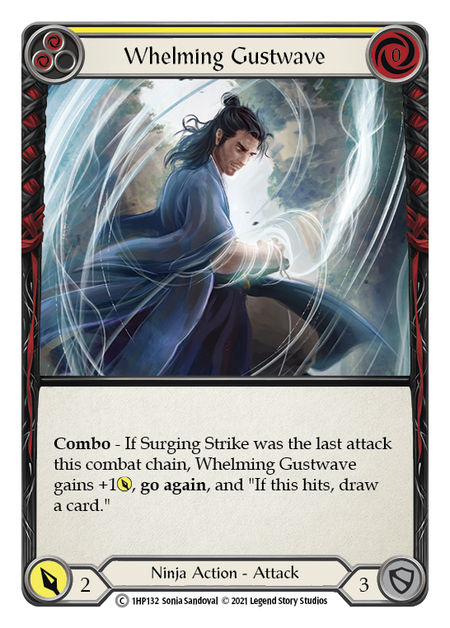 Whelming Gustwave
0
Combo - If Surging Strike was the last attack
this combat chain, Whelming Gustwave
gains +1, go again, and "If this hits, draw
a card."
2
Ninja Action - Attack
3
C 1HP132 Sonia Sandoval © 2021 Legend Story Studios